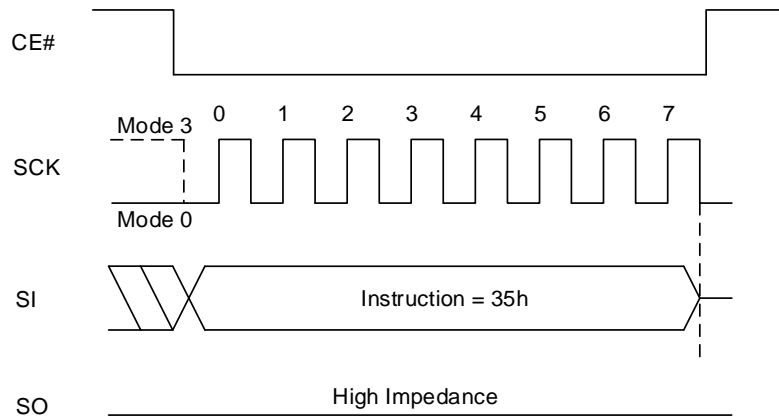 CE#
0 1 2 3 4 5 6 7
Mode 3
SCK
Mode 0
SI
Instruction = 35h
SO
High Impedance